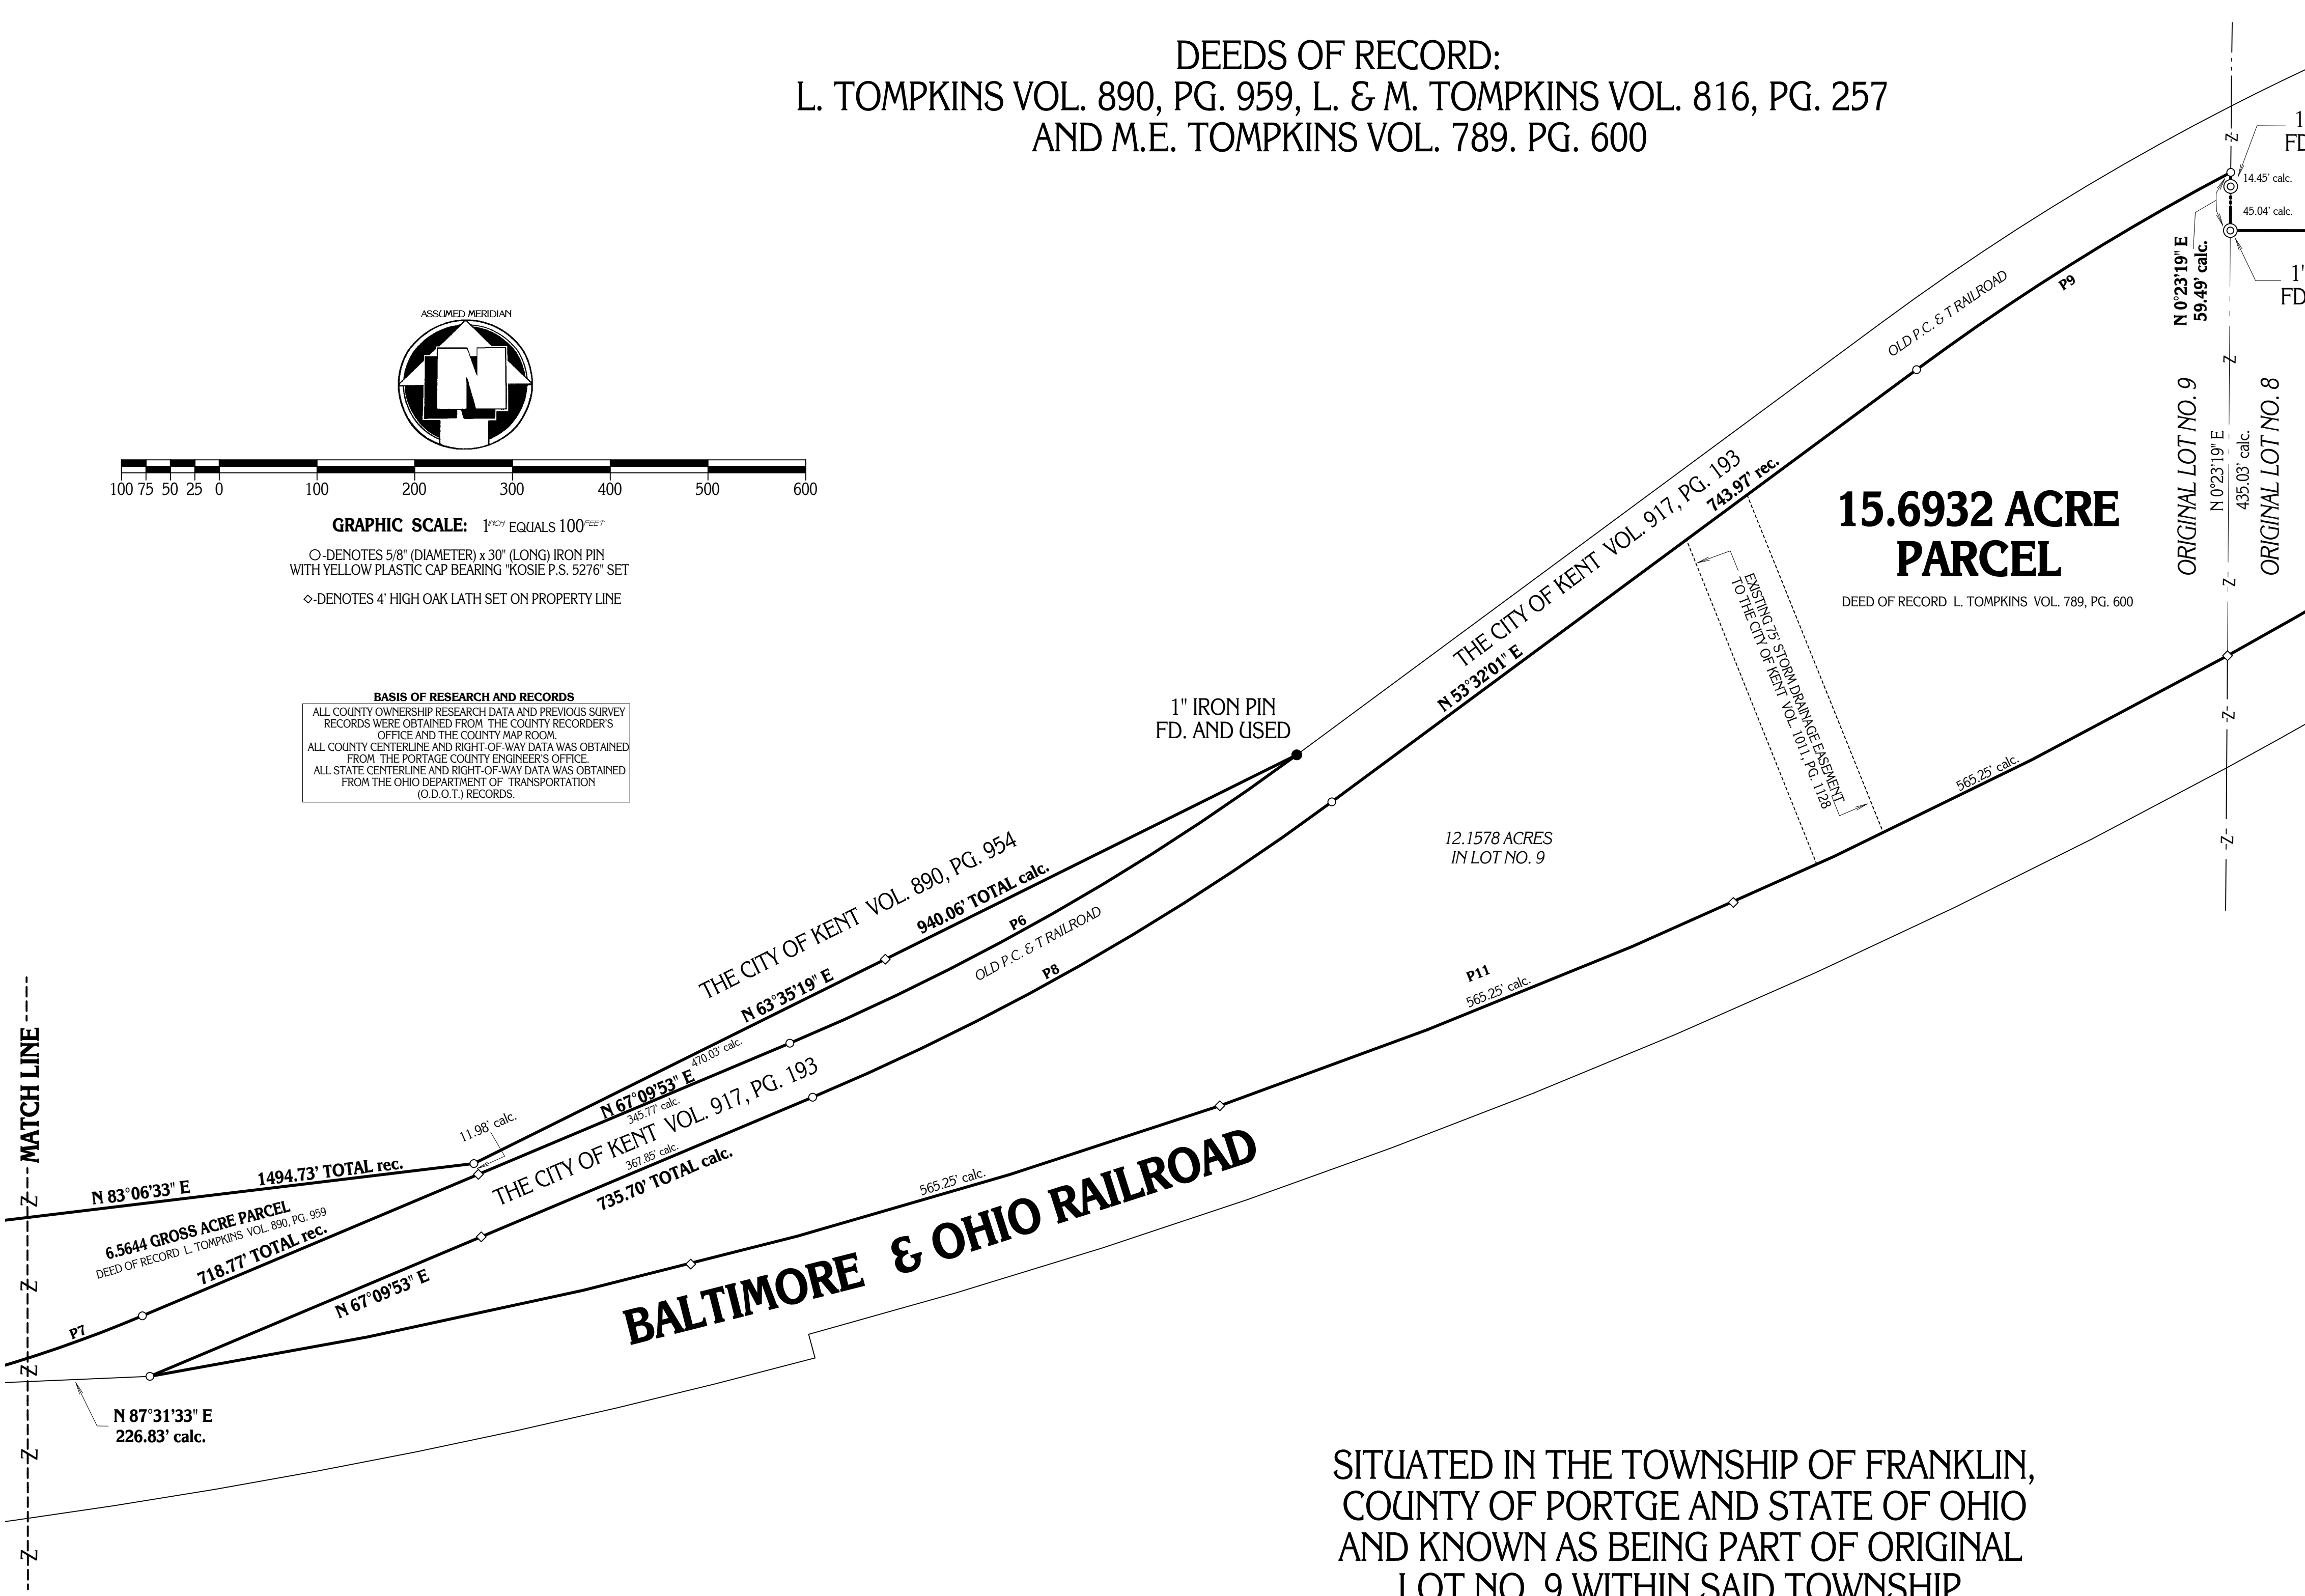 DEEDS OF RECORD:
L. TOMPKINS VOL. 890, PG. 959, L. & M. TOMPKINS VOL. 816, PG. 257
AND M.E. TOMPKINS VOL. 789. PG. 600
ASSUMED MERIDIAN
N
100 75 50 25 0 100 200 300 400 500 600
GRAPHIC SCALE: 1 INCH EQUALS 100 FEET
O-DENOTES 5/8" (DIAMETER) x 30" (LONG) IRON PIN
WITH YELLOW PLASTIC CAP BEARING "KOSIE P.S. 5276" SET
◇-DENOTES 4' HIGH OAK LATH SET ON PROPERTY LINE
BASIS OF RESEARCH AND RECORDS
ALL COUNTY OWNERSHIP RESEARCH DATA AND PREVIOUS SURVEY
RECORDS WERE OBTAINED FROM THE COUNTY RECORDER'S
OFFICE AND THE COUNTY MAP ROOM.
ALL COUNTY CENTERLINE AND RIGHT-OF-WAY DATA WAS OBTAINED
FROM THE PORTAGE COUNTY ENGINEER'S OFFICE.
ALL STATE CENTERLINE AND RIGHT-OF-WAY DATA WAS OBTAINED
FROM THE OHIO DEPARTMENT OF TRANSPORTATION
(O.D.O.T.) RECORDS.
1" IRON PIN
FD. AND USED
THE CITY OF KENT VOL. 917, PG. 193
743.97' rec.
N 53°32'01" E
OLD P.C. & T RAILROAD
P9
1
FD
14.45' calc.
45.04' calc.
1"
FD
N 0°23'19" E
59.49' calc.
Z
Z
Z
Z
Z
ORIGINAL LOT NO. 9
N 0°23'19" E
435.03' calc.
ORIGINAL LOT NO. 8
15.6932 ACRE
PARCEL
DEED OF RECORD L. TOMPKINS VOL. 789, PG. 600
EXISTING 75' STORM DRAINAGE EASEMENT
TO THE CITY OF KENT VOL. 1011, PG. 1128
12.1578 ACRES
IN LOT NO. 9
565.25' calc.
P11
565.25' calc.
THE CITY OF KENT VOL. 890, PG. 954
940.06' TOTAL calc.
N 63°35'19" E
470.03' calc.
P6
OLD P.C. & T RAILROAD
P8
N 67°09'53" E
345.77' calc.
THE CITY OF KENT VOL. 917, PG. 193
367.85' calc.
735.70' TOTAL calc.
11.98' calc.
MATCH LINE
Z
Z
Z
Z
Z
N 83°06'33" E
1494.73' TOTAL rec.
6.5644 GROSS ACRE PARCEL
DEED OF RECORD L. TOMPKINS VOL. 890, PG. 959
718.77' TOTAL rec.
P7
N 67°09'53" E
565.25' calc.
BALTIMORE & OHIO RAILROAD
N 87°31'33" E
226.83' calc.
SITUATED IN THE TOWNSHIP OF FRANKLIN,
COUNTY OF PORTGE AND STATE OF OHIO
AND KNOWN AS BEING PART OF ORIGINAL
LOT NO. 9 WITHIN SAID TOWNSHIP